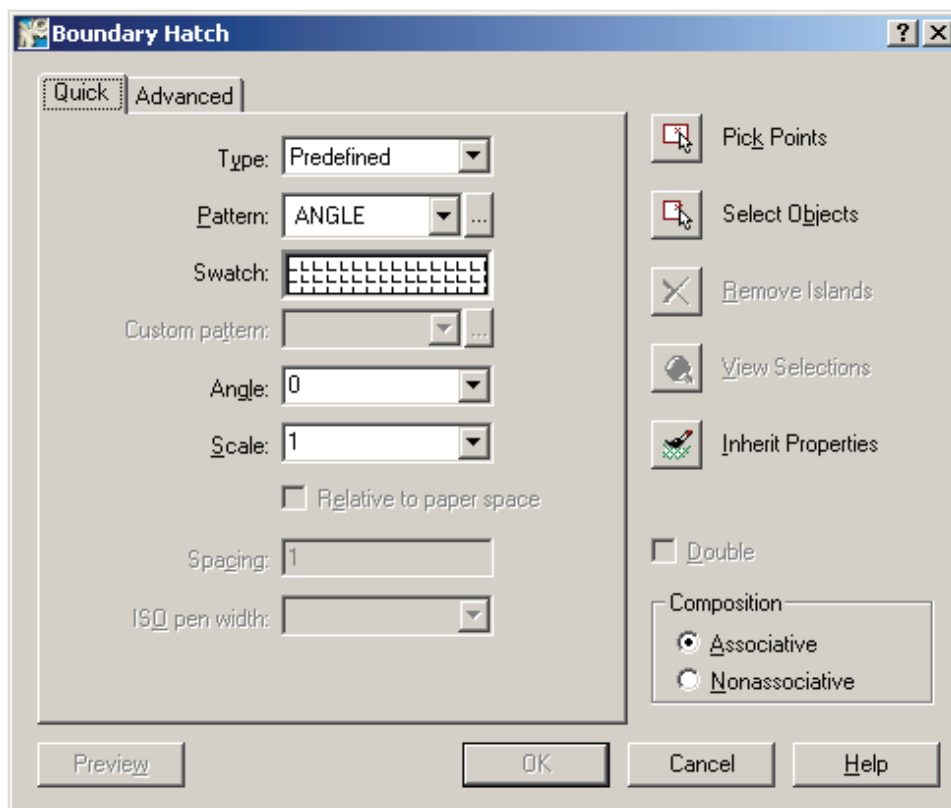 Boundary Hatch
Quick Advanced
Type: Predefined
Pattern: ANGLE ...
Swatch:
Custom pattern: ...
Angle: 0
Scale: 1
Relative to paper space
Spacing: 1
ISO pen width:
Pick Points
Select Objects
Remove Islands
View Selections
Inherit Properties
Double
Composition
Associative
Nonassociative
Preview OK Cancel Help